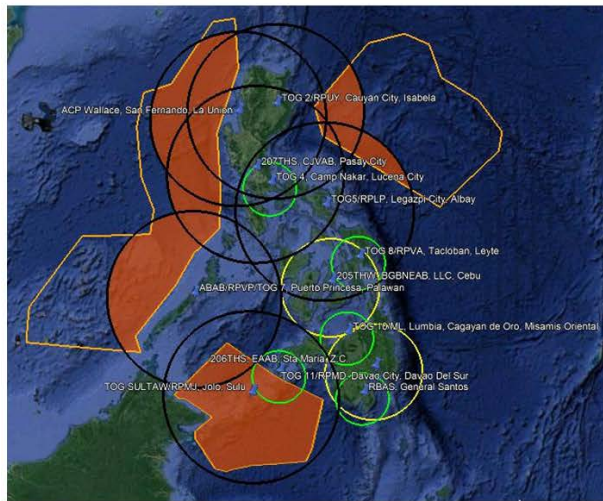 TOG 2/RPUY, Cauyan City, Isabela
ACP Wallace, San Fernando, La Union
207THS, CJVAB, Pasay City
TOG 4, Camp Nakar, Lucena City
TOG5/RPLP, Legazpi City, Albay
TOG 8/RPVA, Tacloban, Leyte
205THW, BGBNEAB, LLC, Cebu
ABAB/RPVP/TOG 7, Puerto Princesa, Palawan
TOG 10/ML, Lumbia, Cagayan de Oro, Misamis Oriental
206THS, EAAB, Sta Maria, Z.C
TOG 11/RPMD, Davao City, Davao Del Sur
TOG SULTAW/RPMJ, Jolo, Sulu
RBAS, General Santos